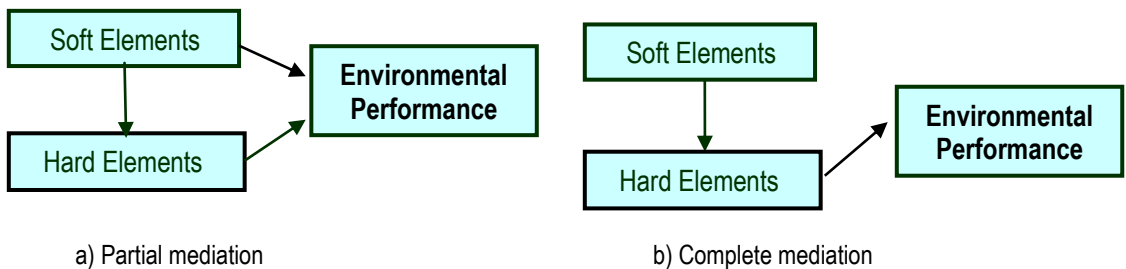 Soft Elements
Environmental
Performance
Hard Elements
a) Partial mediation
Soft Elements
Environmental
Performance
Hard Elements
b) Complete mediation